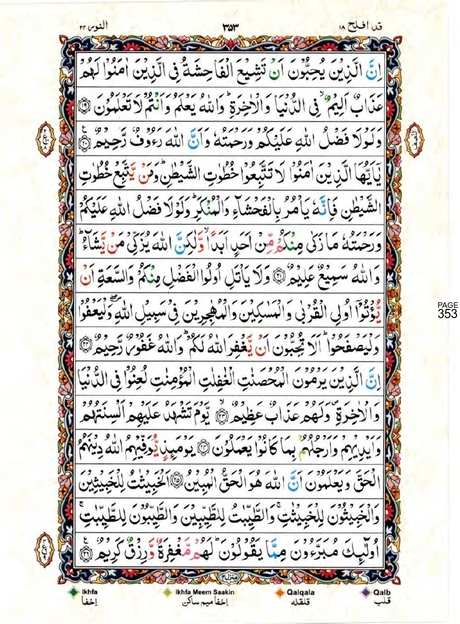 قد افلح ١٨
٣٥٣
النور ٢٤
اِنَّ الَّذِيْنَ يُحِبُّوْنَ اَنْ تَشِيْعَ الْفَاحِشَةُ فِي الَّذِيْنَ اٰمَنُوْا لَهُمْ
عَذَابٌ اَلِيْمٌ ۙ فِي الدُّنْيَا وَالْاٰخِرَةِ ؕ وَاللّٰهُ يَعْلَمُ وَاَنْتُمْ لَا تَعْلَمُوْنَ ﴿١٩﴾
وَلَوْلَا فَضْلُ اللّٰهِ عَلَيْكُمْ وَرَحْمَتُهٗ وَاَنَّ اللّٰهَ رَءُوْفٌ رَّحِيْمٌ ﴿٢٠﴾
يٰۤاَيُّهَا الَّذِيْنَ اٰمَنُوْا لَا تَتَّبِعُوْا خُطُوٰتِ الشَّيْطٰنِ ؕ وَمَنْ يَّتَّبِعْ خُطُوٰتِ
الشَّيْطٰنِ فَاِنَّهٗ يَاْمُرُ بِالْفَحْشَآءِ وَالْمُنْكَرِ ؕ وَلَوْلَا فَضْلُ اللّٰهِ عَلَيْكُمْ
وَرَحْمَتُهٗ مَا زَكٰى مِنْكُمْ مِّنْ اَحَدٍ اَبَدًا ۙ وَّلٰكِنَّ اللّٰهَ يُزَكِّيْ مَنْ يَّشَآءُ ؕ
وَاللّٰهُ سَمِيْعٌ عَلِيْمٌ ﴿٢١﴾ وَلَا يَاْتَلِ اُولُوا الْفَضْلِ مِنْكُمْ وَالسَّعَةِ اَنْ
يُّؤْتُوْۤا اُولِي الْقُرْبٰى وَالْمَسٰكِيْنَ وَالْمُهٰجِرِيْنَ فِيْ سَبِيْلِ اللّٰهِ ۖ وَلْيَعْفُوْا
وَلْيَصْفَحُوْا ؕ اَلَا تُحِبُّوْنَ اَنْ يَّغْفِرَ اللّٰهُ لَكُمْ ؕ وَاللّٰهُ غَفُوْرٌ رَّحِيْمٌ ﴿٢٢﴾
اِنَّ الَّذِيْنَ يَرْمُوْنَ الْمُحْصَنٰتِ الْغٰفِلٰتِ الْمُؤْمِنٰتِ لُعِنُوْا فِي الدُّنْيَا
وَالْاٰخِرَةِ ۪ وَلَهُمْ عَذَابٌ عَظِيْمٌ ﴿٢٣﴾ يَّوْمَ تَشْهَدُ عَلَيْهِمْ اَلْسِنَتُهُمْ
وَاَيْدِيْهِمْ وَاَرْجُلُهُمْ بِمَا كَانُوْا يَعْمَلُوْنَ ﴿٢٤﴾ يَوْمَئِذٍ يُّوَفِّيْهِمُ اللّٰهُ دِيْنَهُمُ
الْحَقَّ وَيَعْلَمُوْنَ اَنَّ اللّٰهَ هُوَ الْحَقُّ الْمُبِيْنُ ﴿٢٥﴾ اَلْخَبِيْثٰتُ لِلْخَبِيْثِيْنَ
وَالْخَبِيْثُوْنَ لِلْخَبِيْثٰتِ ۚ وَالطَّيِّبٰتُ لِلطَّيِّبِيْنَ وَالطَّيِّبُوْنَ لِلطَّيِّبٰتِ ۚ
اُولٰٓئِكَ مُبَرَّءُوْنَ مِمَّا يَقُوْلُوْنَ ؕ لَهُمْ مَّغْفِرَةٌ وَّرِزْقٌ كَرِيْمٌ ﴿٢٦﴾
PAGE
353
Ikhfa
اِخفَا
Ikhfa Meem Saakin
اِخفَا ميم ساكن
Qalqala
قلقله
Qalb
قلب